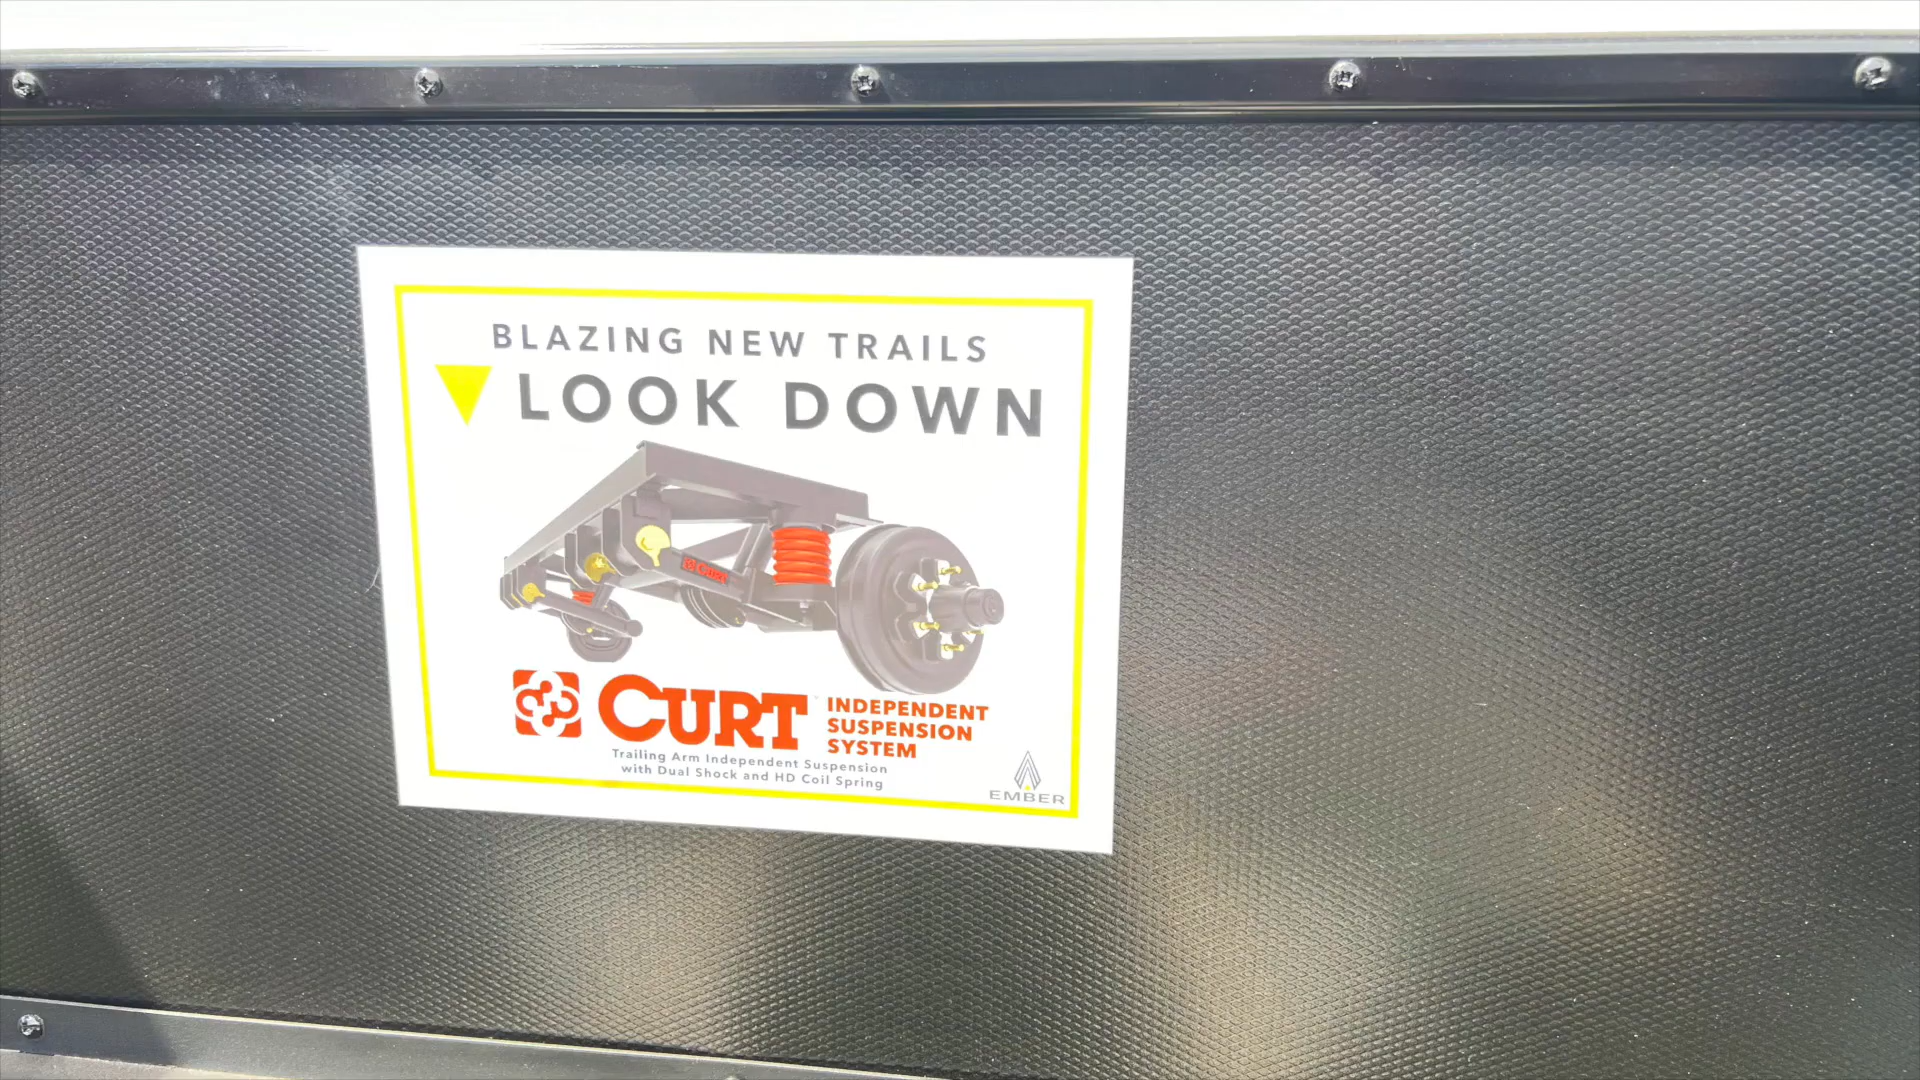 BLAZING NEW TRAILS
LOOK DOWN
CURT
CURT™
INDEPENDENT
SUSPENSION
SYSTEM
Trailing Arm Independent Suspension
with Dual Shock and HD Coil Spring
EMBER